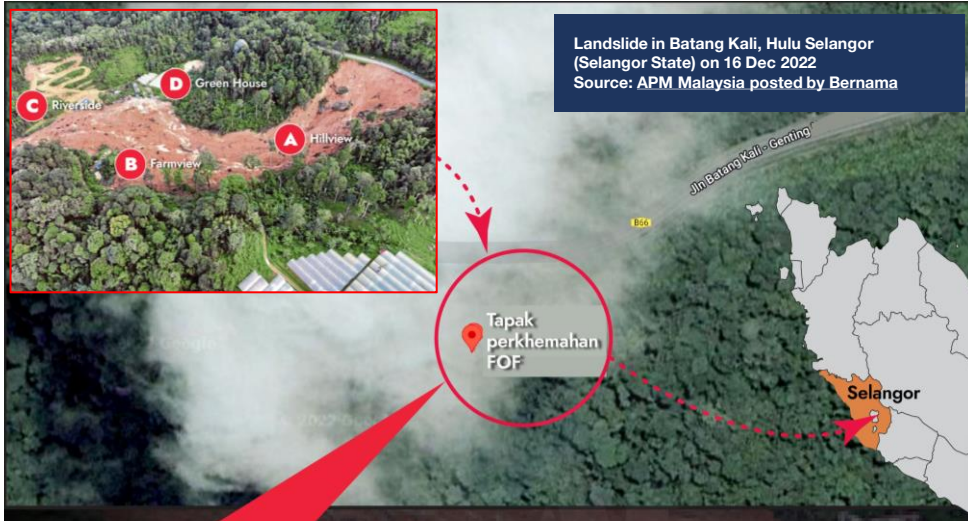 Landslide in Batang Kali, Hulu Selangor
(Selangor State) on 16 Dec 2022
Source: APM Malaysia posted by Bernama
D
Green House
C
Riverside
A
Hillview
B
Farmview
Jln Batang Kali - Genting
B66
Tapak
perkhemahan
FOF
Selangor